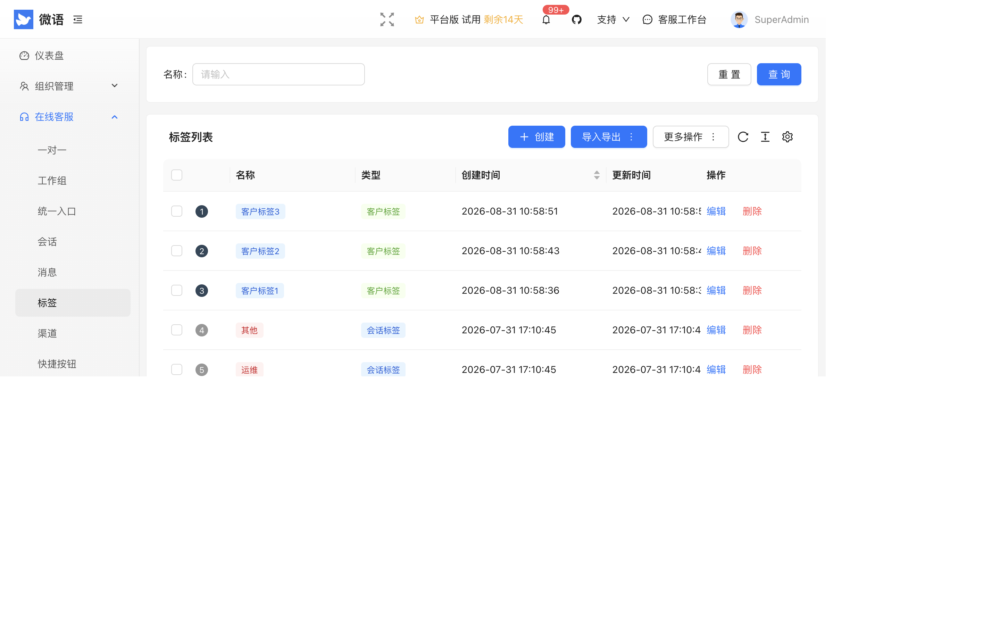 微语 平台版 试用 剩余14天 99+ 支持 客服工作台 SuperAdmin
仪表盘
组织管理
在线客服
一对一
工作组
统一入口
会话
消息
标签
渠道
快捷按钮
名称: 请输入 重 置 查 询
标签列表 创建 导入导出 更多操作
名称 类型 创建时间 更新时间 操作
1 客户标签3 客户标签 2026-08-31 10:58:51 2026-08-31 10:58: 编辑 删除
2 客户标签2 客户标签 2026-08-31 10:58:43 2026-08-31 10:58: 编辑 删除
3 客户标签1 客户标签 2026-08-31 10:58:36 2026-08-31 10:58: 编辑 删除
4 其他 会话标签 2026-07-31 17:10:45 2026-07-31 17:10:4 编辑 删除
5 运维 会话标签 2026-07-31 17:10:45 2026-07-31 17:10:4 编辑 删除